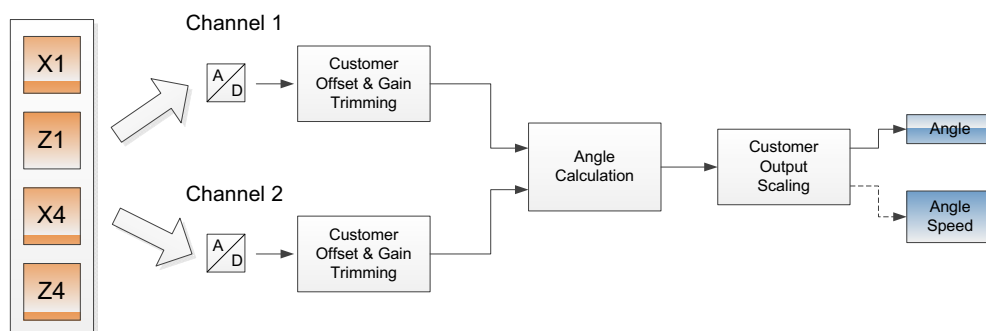 X1
Z1
X4
Z4
Channel 1
A
D
Customer
Offset & Gain
Trimming
Channel 2
A
D
Customer
Offset & Gain
Trimming
Angle
Calculation
Customer
Output
Scaling
Angle
Angle
Speed